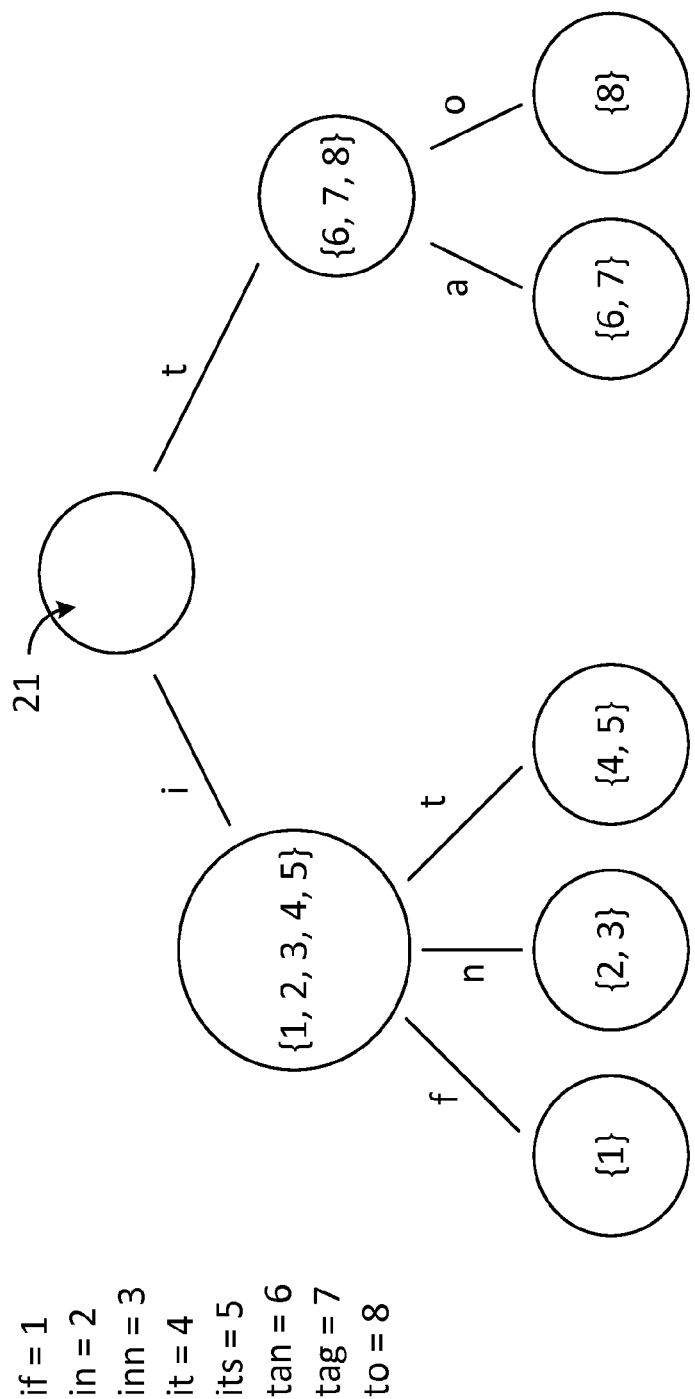 if = 1
in = 2
inn = 3
it = 4
its = 5
tan = 6
tag = 7
to = 8
21
i
t
{1, 2, 3, 4, 5}
{6, 7, 8}
f
n
t
a
o
{1}
{2, 3}
{4, 5}
{6, 7}
{8}